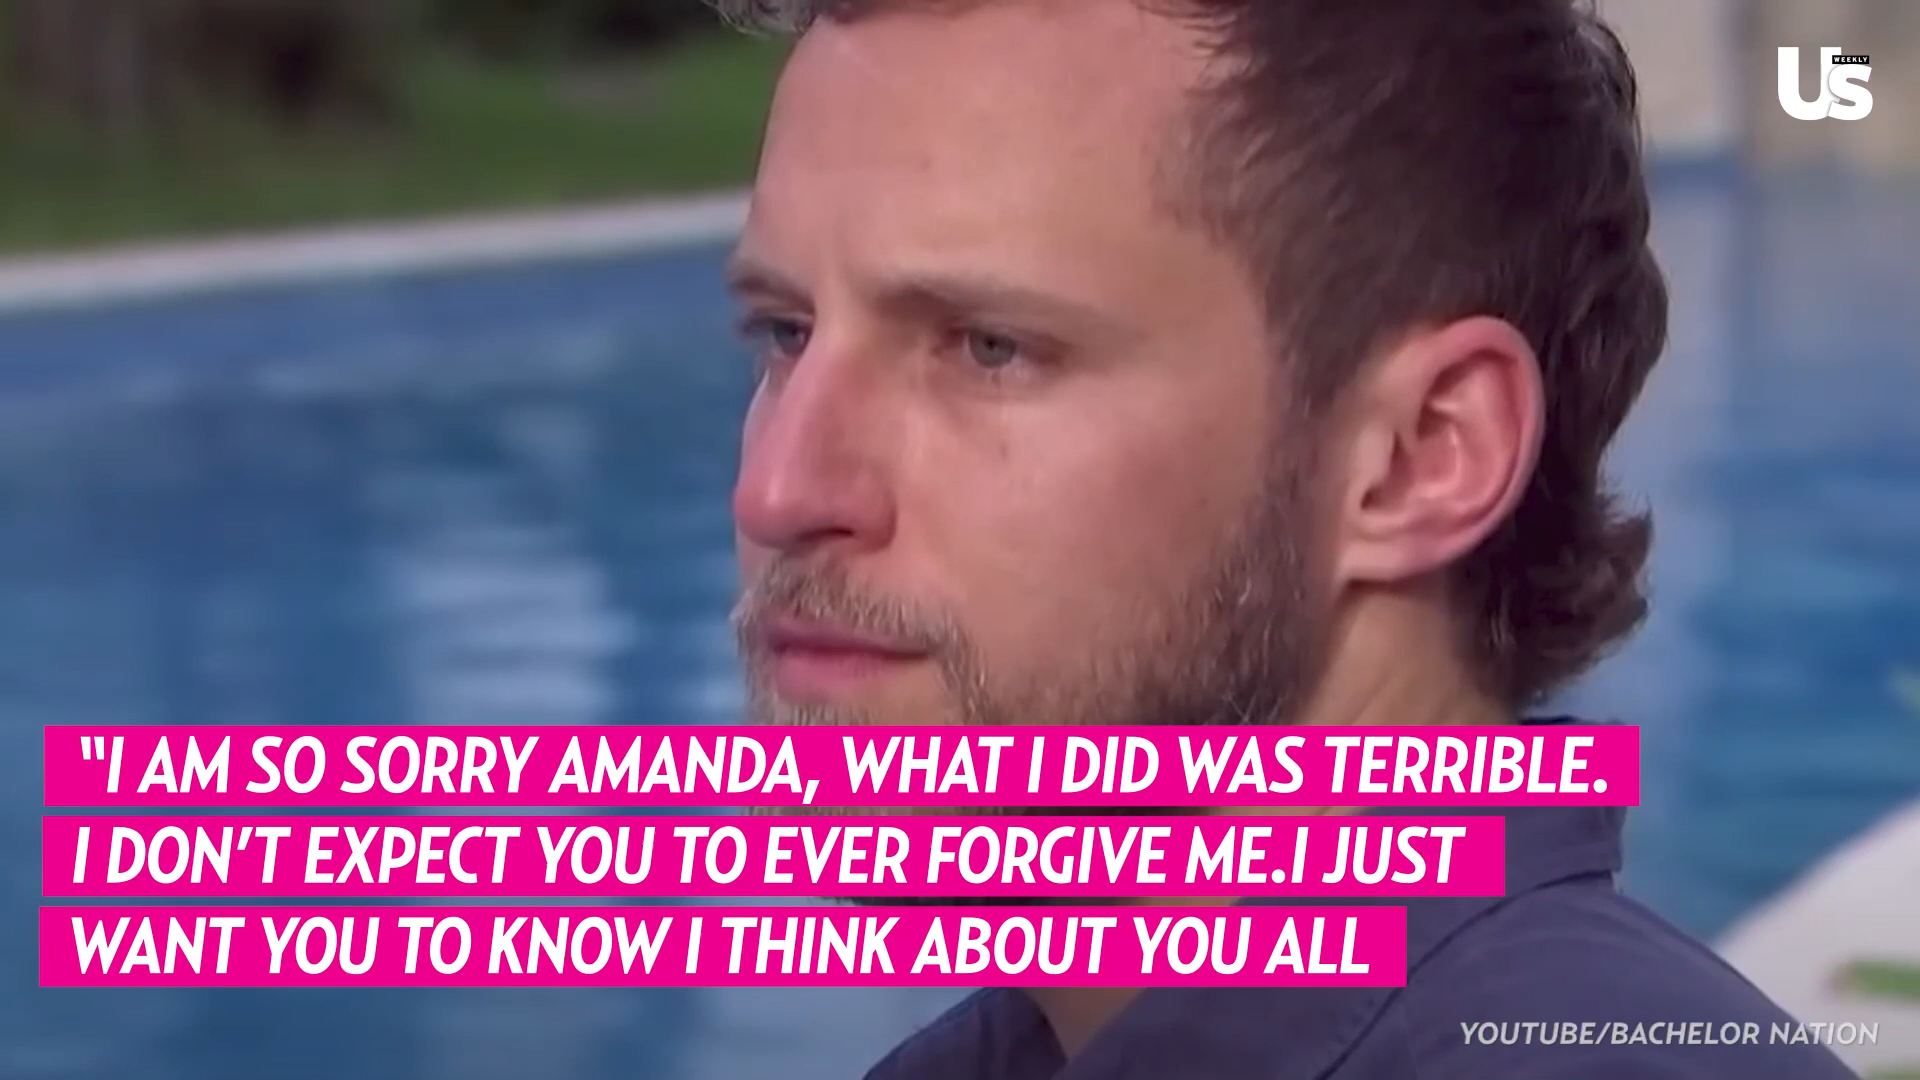 Us
WEEKLY
“I AM SO SORRY AMANDA, WHAT I DID WAS TERRIBLE.
I DON’T EXPECT YOU TO EVER FORGIVE ME.I JUST
WANT YOU TO KNOW I THINK ABOUT YOU ALL
YOUTUBE/BACHELOR NATION